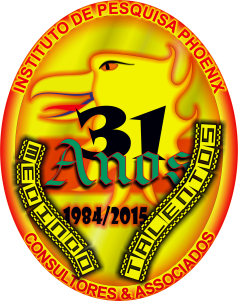 INSTITUTO DE PESQUISA PHOENIX
31
Anos
1984/2015
MEDINDO
TALENTOS
CONSULTORES & ASSOCIADOS